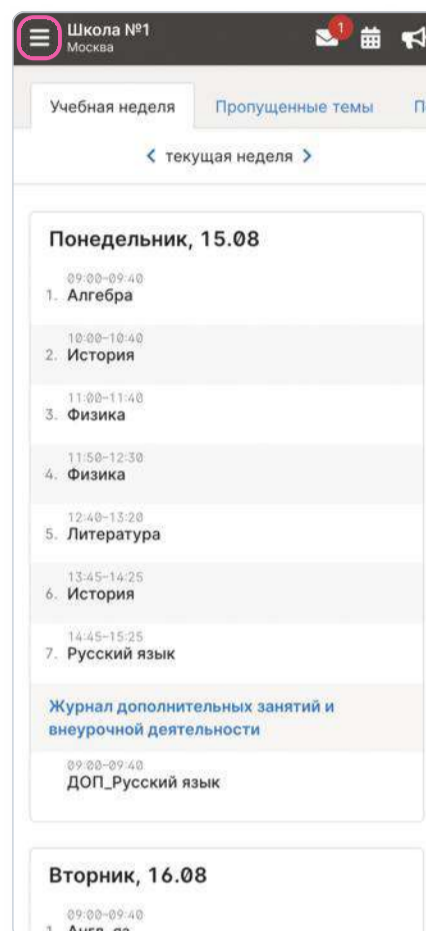 Школа №1
Москва
1
Учебная неделя Пропущенные темы
текущая неделя
Понедельник, 15.08
09:00-09:40
1. Алгебра
10:00-10:40
2. История
11:00-11:40
3. Физика
11:50-12:30
4. Физика
12:40-13:20
5. Литература
13:45-14:25
6. История
14:45-15:25
7. Русский язык
Журнал дополнительных занятий и
внеурочной деятельности
09:00-09:40
ДОП_Русский язык
Вторник, 16.08
09:00-09:40
1. Англ. яз